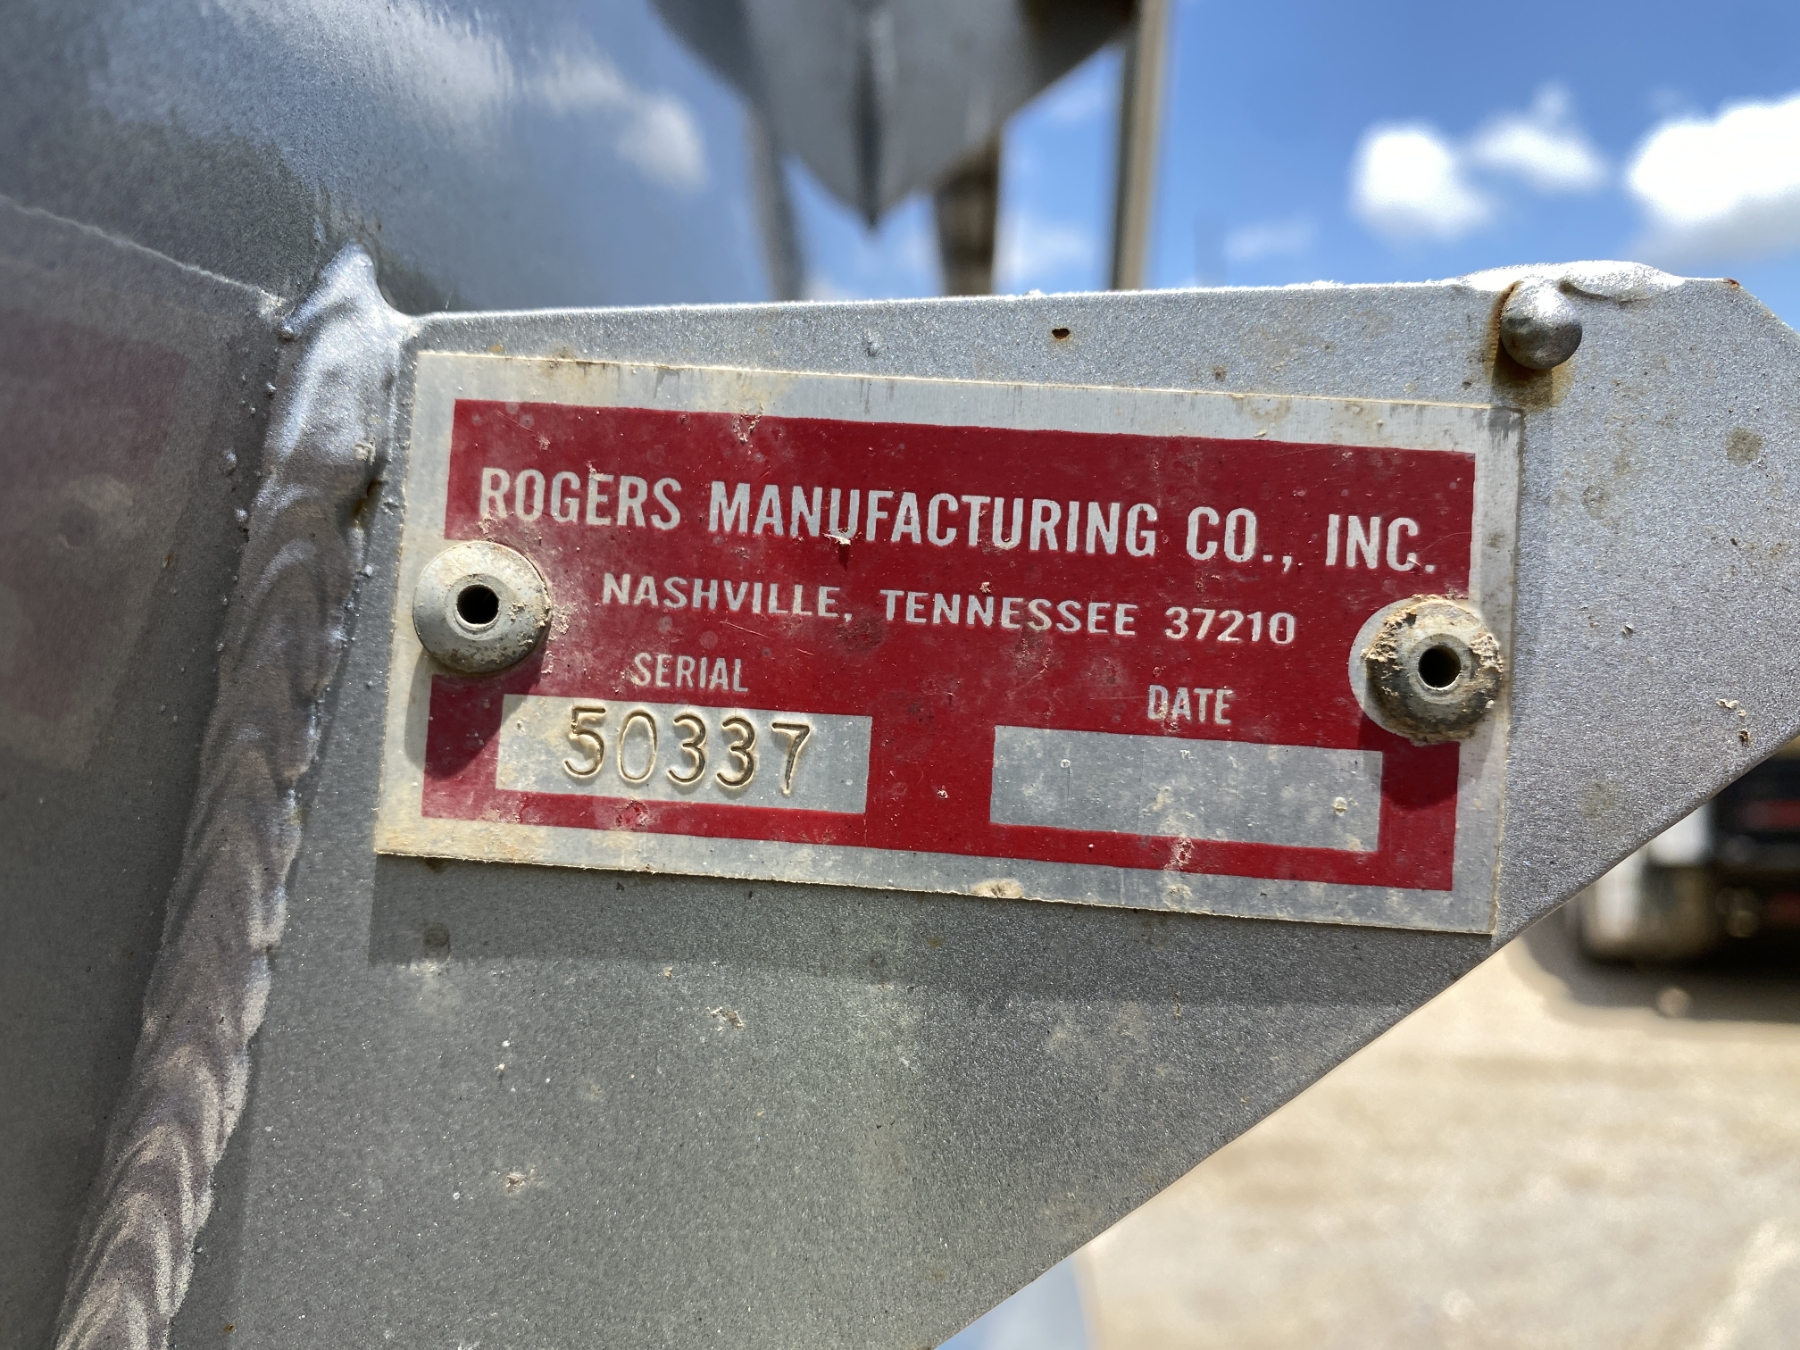 ROGERS MANUFACTURING CO., INC.
NASHVILLE, TENNESSEE 37210
SERIAL DATE
50337